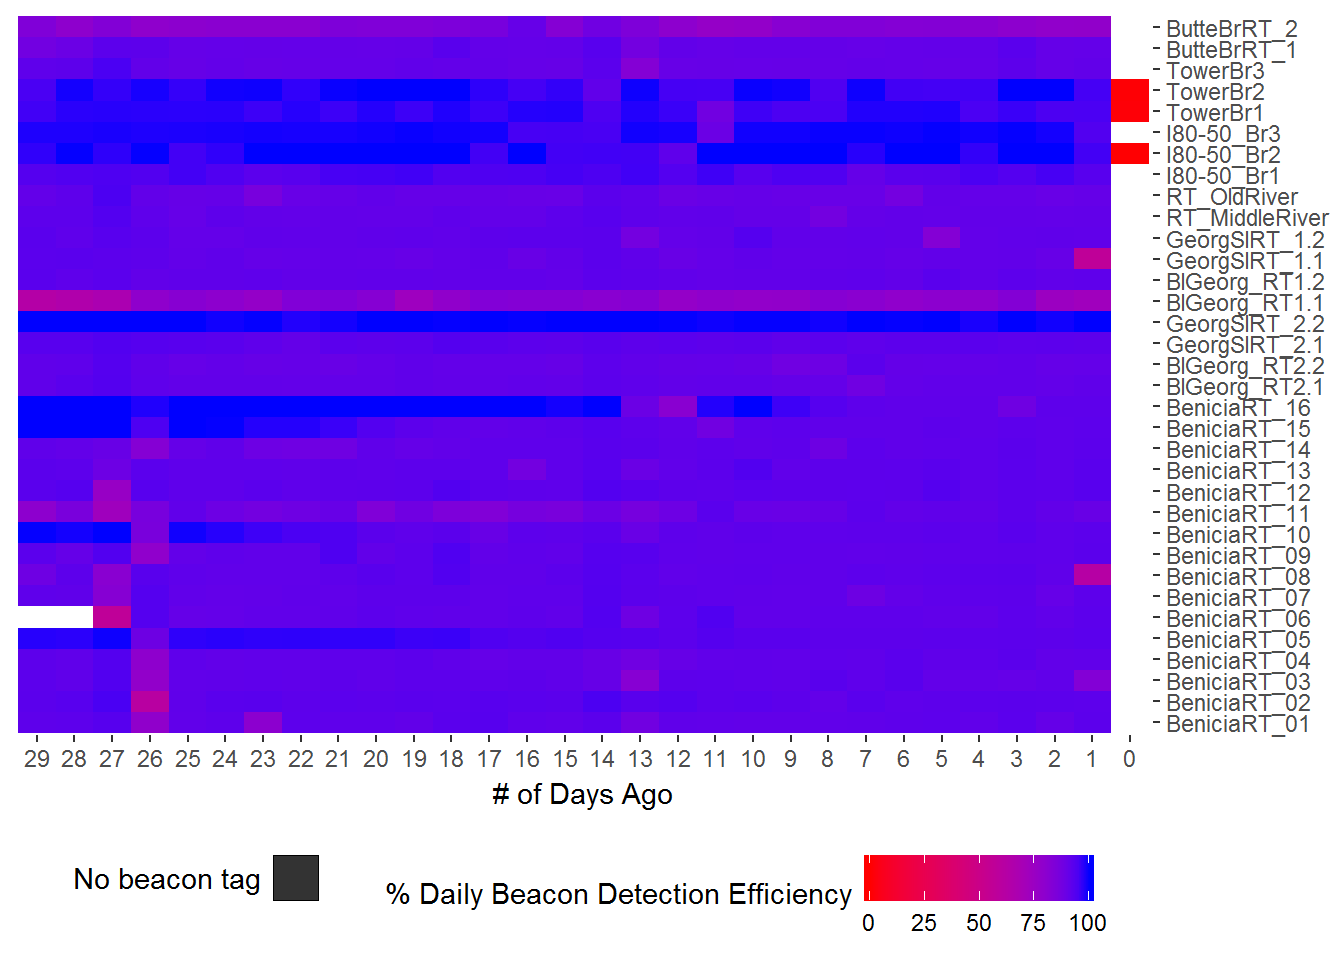 ButteBrRT_2
ButteBrRT_1
TowerBr3
TowerBr2
TowerBr1
I80-50_Br3
I80-50_Br2
I80-50_Br1
RT_OldRiver
RT_MiddleRiver
GeorgSlRT_1.2
GeorgSlRT_1.1
BlGeorg_RT1.2
BlGeorg_RT1.1
GeorgSlRT_2.2
GeorgSlRT_2.1
BlGeorg_RT2.2
BlGeorg_RT2.1
BeniciaRT_16
BeniciaRT_15
BeniciaRT_14
BeniciaRT_13
BeniciaRT_12
BeniciaRT_11
BeniciaRT_10
BeniciaRT_09
BeniciaRT_08
BeniciaRT_07
BeniciaRT_06
BeniciaRT_05
BeniciaRT_04
BeniciaRT_03
BeniciaRT_02
BeniciaRT_01
29 28 27 26 25 24 23 22 21 20 19 18 17 16 15 14 13 12 11 10 9 8 7 6 5 4 3 2 1 0
# of Days Ago
No beacon tag
% Daily Beacon Detection Efficiency
0 25 50 75 100